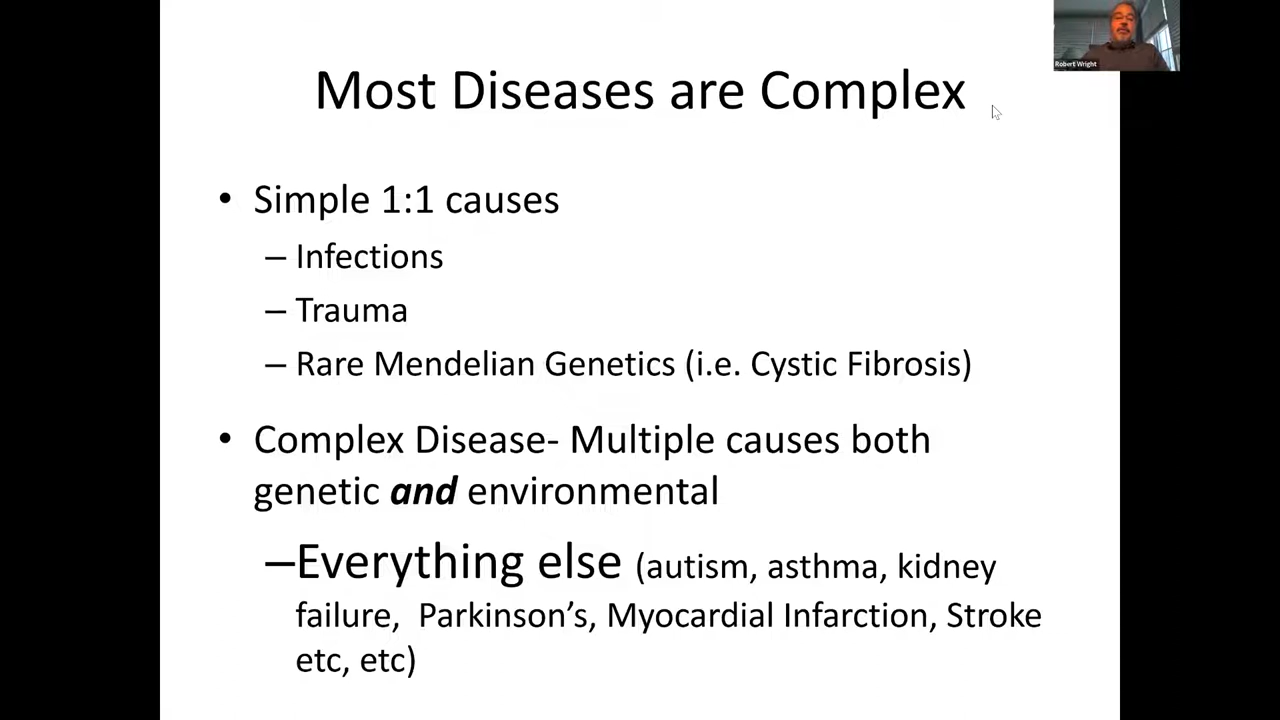 Robert Wright
Most Diseases are Complex
• Simple 1:1 causes
– Infections
– Trauma
– Rare Mendelian Genetics (i.e. Cystic Fibrosis)
• Complex Disease- Multiple causes both
genetic and environmental
–Everything else (autism, asthma, kidney
failure,  Parkinson’s, Myocardial Infarction, Stroke
etc, etc)